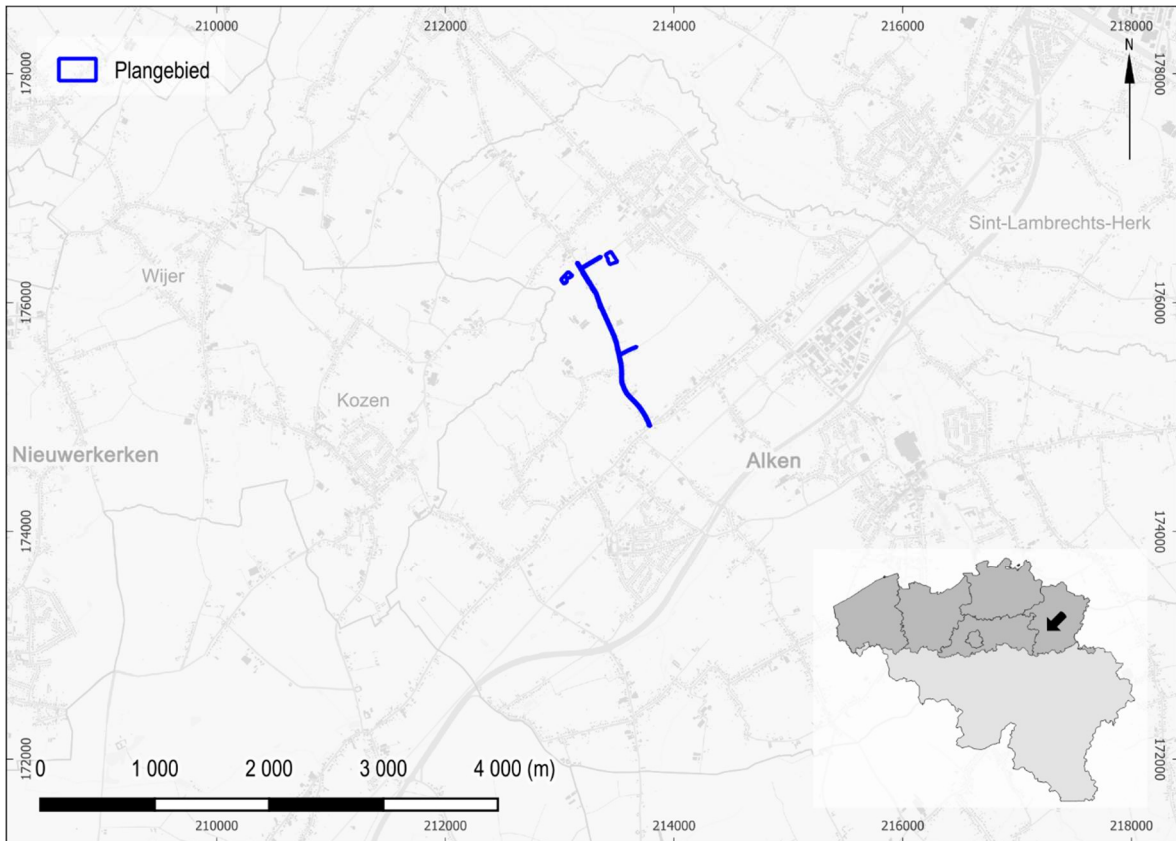 210000 212000 214000 216000 218000
N
Plangebied
178000 178000
Sint-Lambrechts-Herk
Wijer
176000 176000
Kozen
Nieuwerkerken Alken
174000 174000
172000 172000
0 1 000 2 000 3 000 4 000 (m)
210000 212000 214000 216000 218000